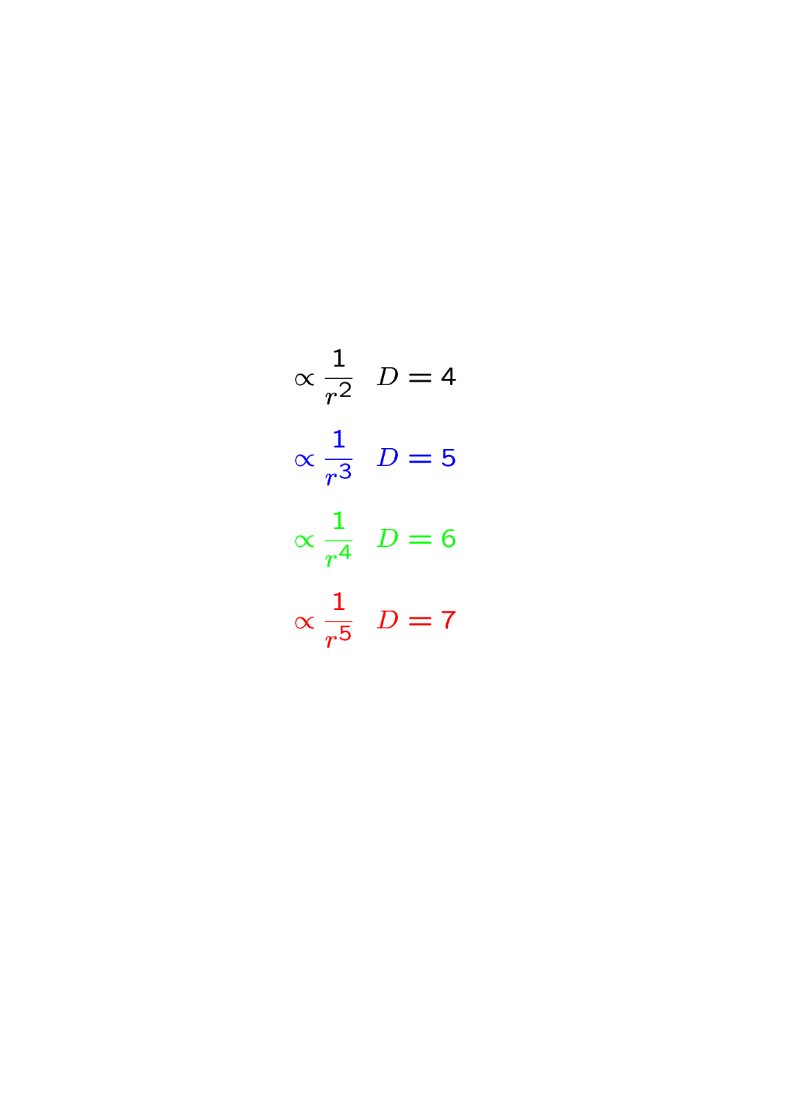 ∝ 1/r² D = 4
∝ 1/r³ D = 5
∝ 1/r⁴ D = 6
∝ 1/r⁵ D = 7